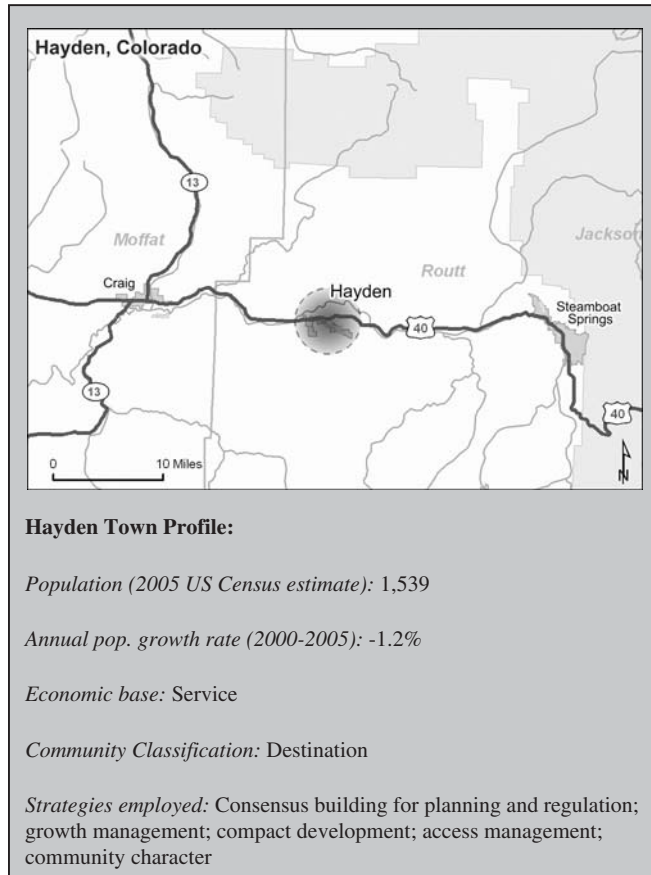 Hayden, Colorado
13
Moffat
Jackson
Craig
Hayden
Routt
Steamboat
Springs
40
13
40
0 10 Miles
N
Hayden Town Profile:
Population (2005 US Census estimate): 1,539
Annual pop. growth rate (2000-2005): -1.2%
Economic base: Service
Community Classification: Destination
Strategies employed: Consensus building for planning and regulation;
growth management; compact development; access management;
community character